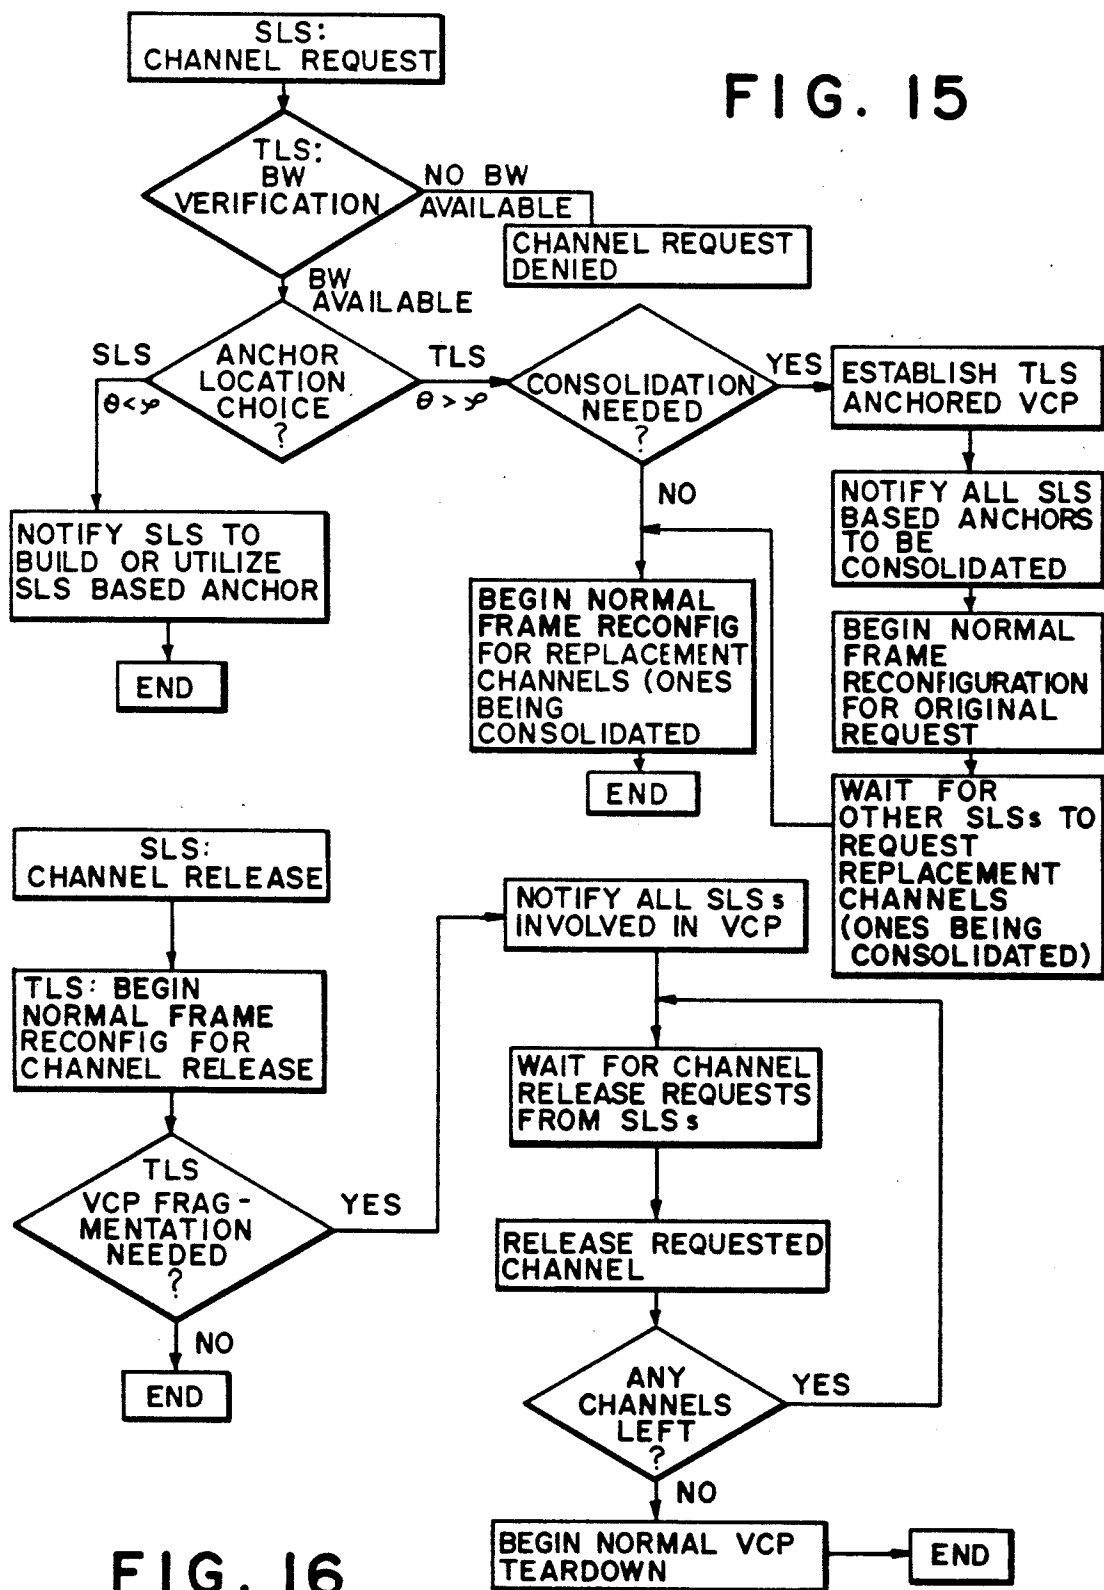 FIG. 15
SLS:
CHANNEL REQUEST
TLS:
BW
VERIFICATION
NO BW
AVAILABLE
CHANNEL REQUEST
DENIED
BW
AVAILABLE
SLS
θ<φ
ANCHOR
LOCATION
CHOICE
?
TLS
θ>φ
CONSOLIDATION
NEEDED
?
YES
ESTABLISH TLS
ANCHORED VCP
NO
NOTIFY ALL SLS
BASED ANCHORS
TO BE
CONSOLIDATED
NOTIFY SLS TO
BUILD OR UTILIZE
SLS BASED ANCHOR
END
BEGIN NORMAL
FRAME RECONFIG
FOR REPLACEMENT
CHANNELS (ONES
BEING
CONSOLIDATED
END
BEGIN NORMAL
FRAME
RECONFIGURATION
FOR ORIGINAL
REQUEST
WAIT FOR
OTHER SLSs TO
REQUEST
REPLACEMENT
CHANNELS
(ONES BEING
CONSOLIDATED)
SLS:
CHANNEL RELEASE
TLS: BEGIN
NORMAL FRAME
RECONFIG FOR
CHANNEL RELEASE
TLS
VCP FRAG-
MENTATION
NEEDED
?
YES
NO
END
NOTIFY ALL SLSs
INVOLVED IN VCP
WAIT FOR CHANNEL
RELEASE REQUESTS
FROM SLSs
RELEASE REQUESTED
CHANNEL
ANY
CHANNELS
LEFT
?
YES
NO
BEGIN NORMAL VCP
TEARDOWN
END
FIG. 16